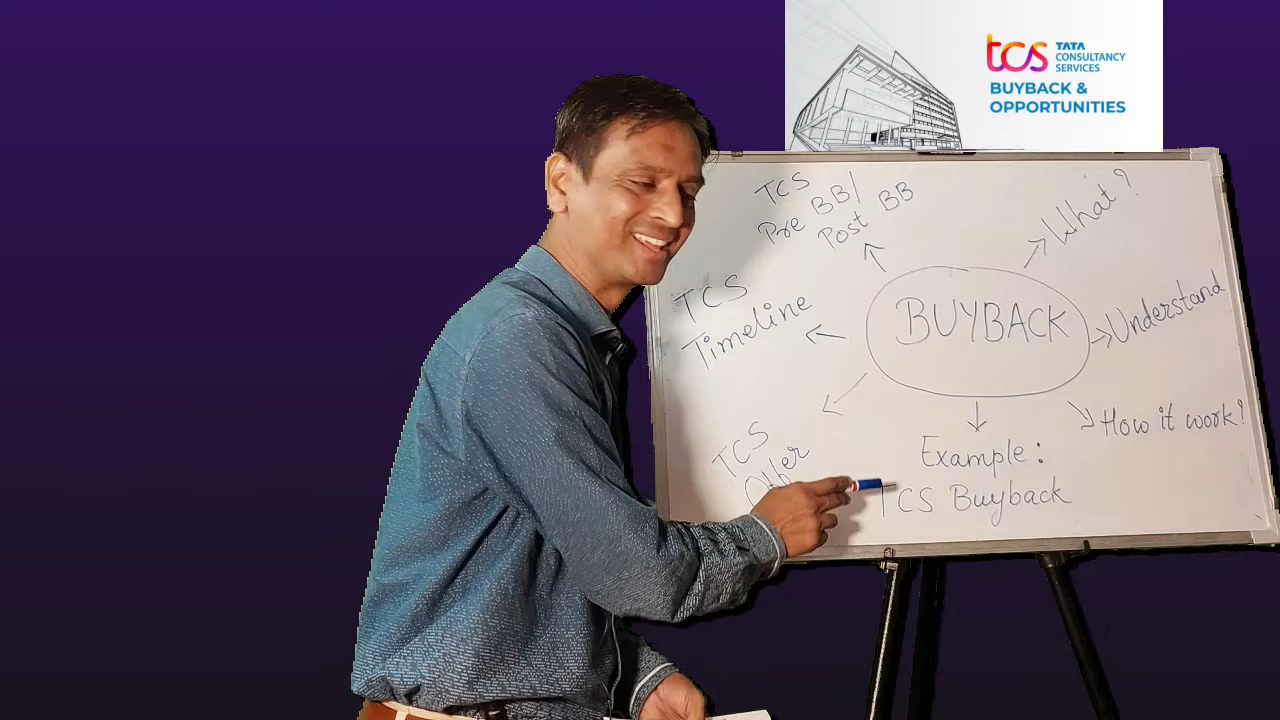 tcs TATA
CONSULTANCY
SERVICES
BUYBACK &
OPPORTUNITIES
TCS
Pre BB/
Post BB
What?
TCS
Timeline
BUYBACK
Understand
How it work?
TCS
Offer
Example:
TCS Buyback